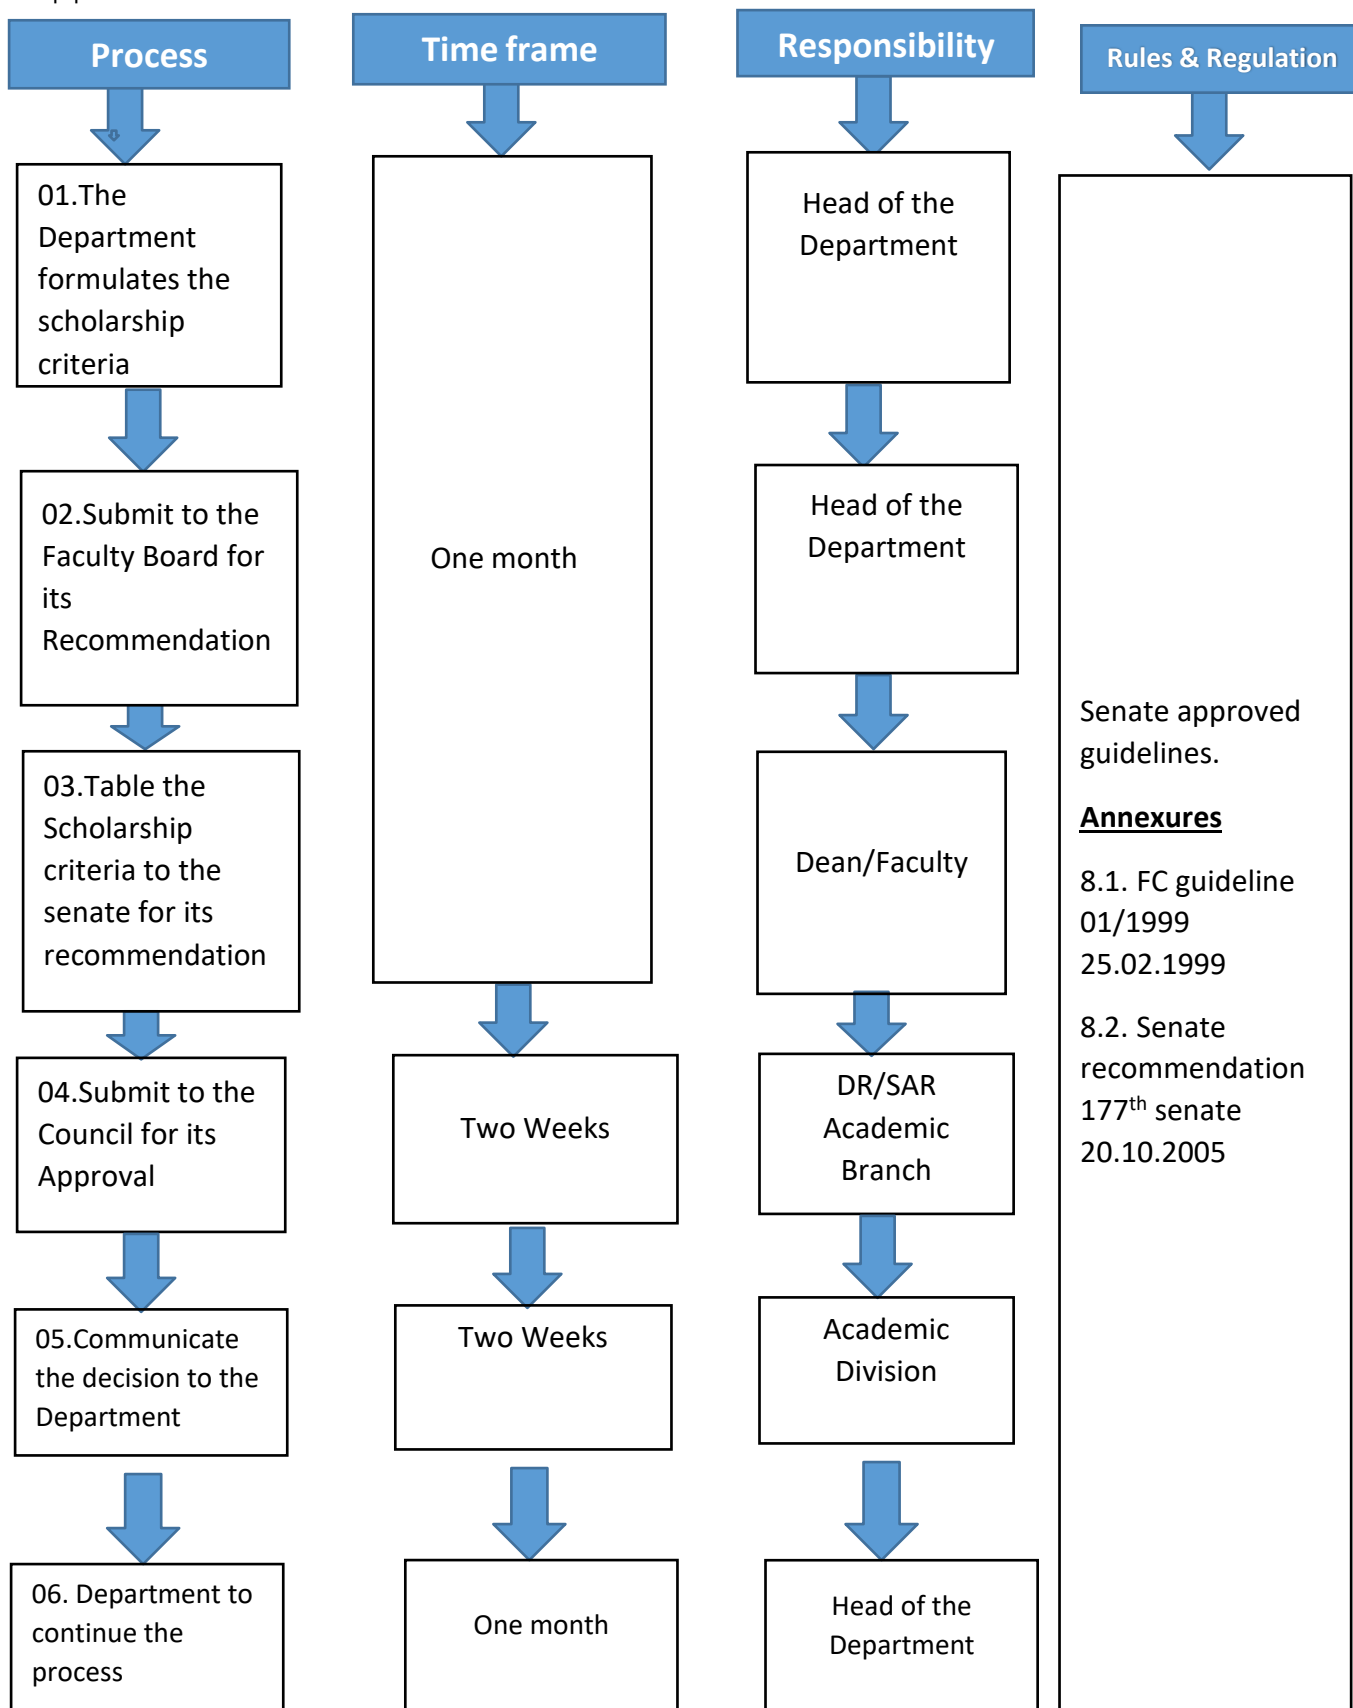 Process
Time frame
Responsibility
Rules & Regulation
01.The
Department
formulates the
scholarship
criteria
02.Submit to the
Faculty Board for
its
Recommendation
03.Table the
Scholarship
criteria to the
senate for its
recommendation
04.Submit to the
Council for its
Approval
05.Communicate
the decision to the
Department
06. Department to
continue the
process
One month
Two Weeks
Two Weeks
One month
Head of the
Department
Head of the
Department
Dean/Faculty
DR/SAR
Academic
Branch
Academic
Division
Head of the
Department
Senate approved
guidelines.
Annexures
8.1. FC guideline
01/1999
25.02.1999
8.2. Senate
recommendation
177th senate
20.10.2005